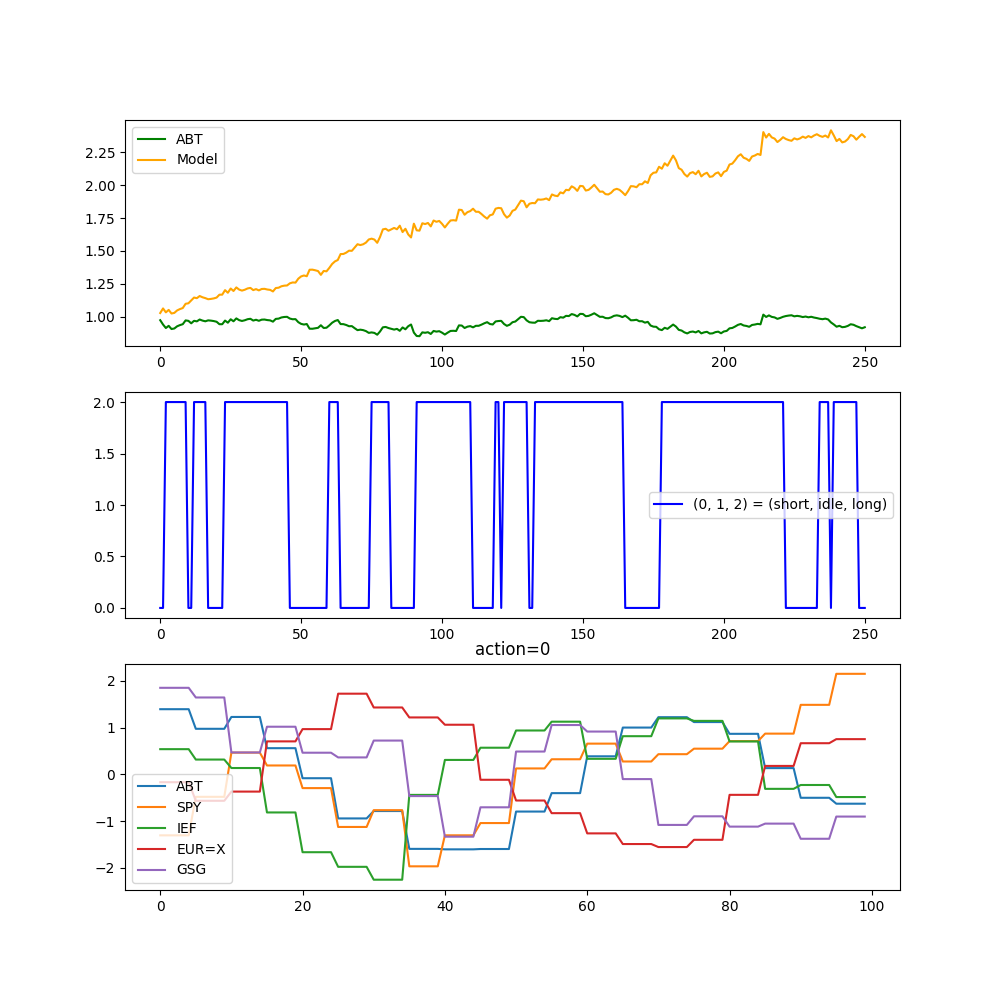 ABT
Model
2.25
2.00
1.75
1.50
1.25
1.00
0 50 100 150 200 250
2.0
1.5
1.0
0.5
0.0
(0, 1, 2) = (short, idle, long)
0 50 100 150 200 250
action=0
2
1
0
−1
−2
ABT
SPY
IEF
EUR=X
GSG
0 20 40 60 80 100